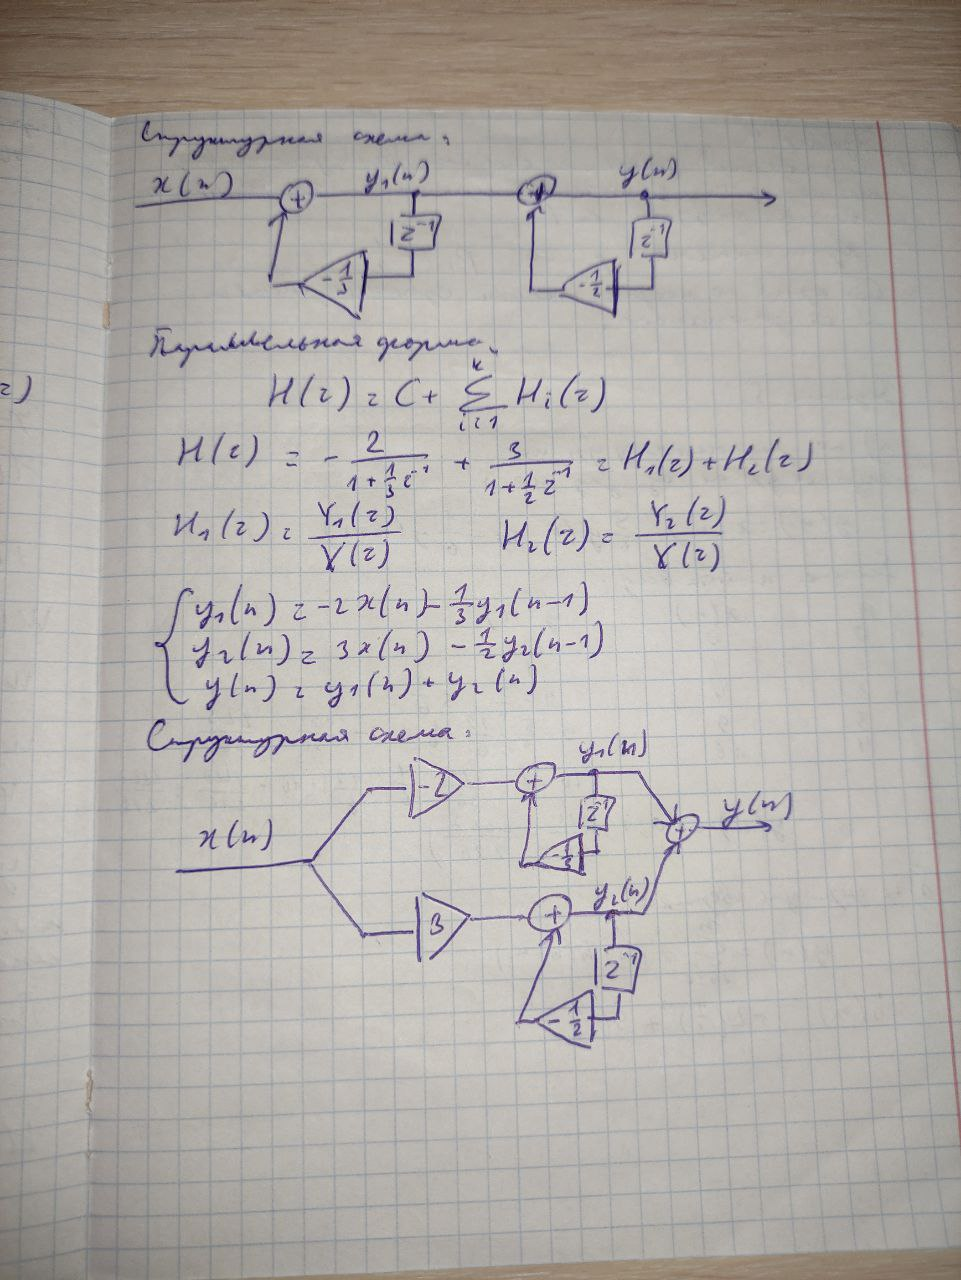 Структурная схема:
x(n) + y₁(n) + y(n)
z⁻¹ z⁻¹
-1/3 -1/2
Параллельная форма:
z)
H(z) = C + Σ_{i=1}^{k} H_i(z)
H(z) = - 2/(1+1/3 z⁻¹) + 3/(1+1/2 z⁻¹) = H₁(z) + H₂(z)
H₁(z) = Y₁(z)/X(z) H₂(z) = Y₂(z)/X(z)
y₁(n) = -2x(n) - 1/3 y₁(n-1)
y₂(n) = 3x(n) - 1/2 y₂(n-1)
y(n) = y₁(n) + y₂(n)
Структурная схема:
y₁(n)
-2 +
z⁻¹ y(n)
x(n) +
-1/3
y₂(n)
3 +
z⁻¹
-1/2